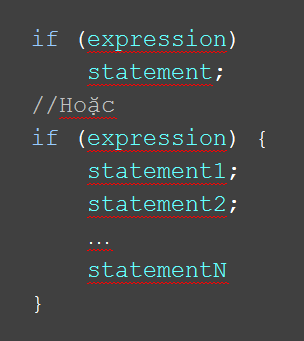 if (expression)
statement;
//Hoặc
if (expression) {
statement1;
statement2;
…
statementN
}